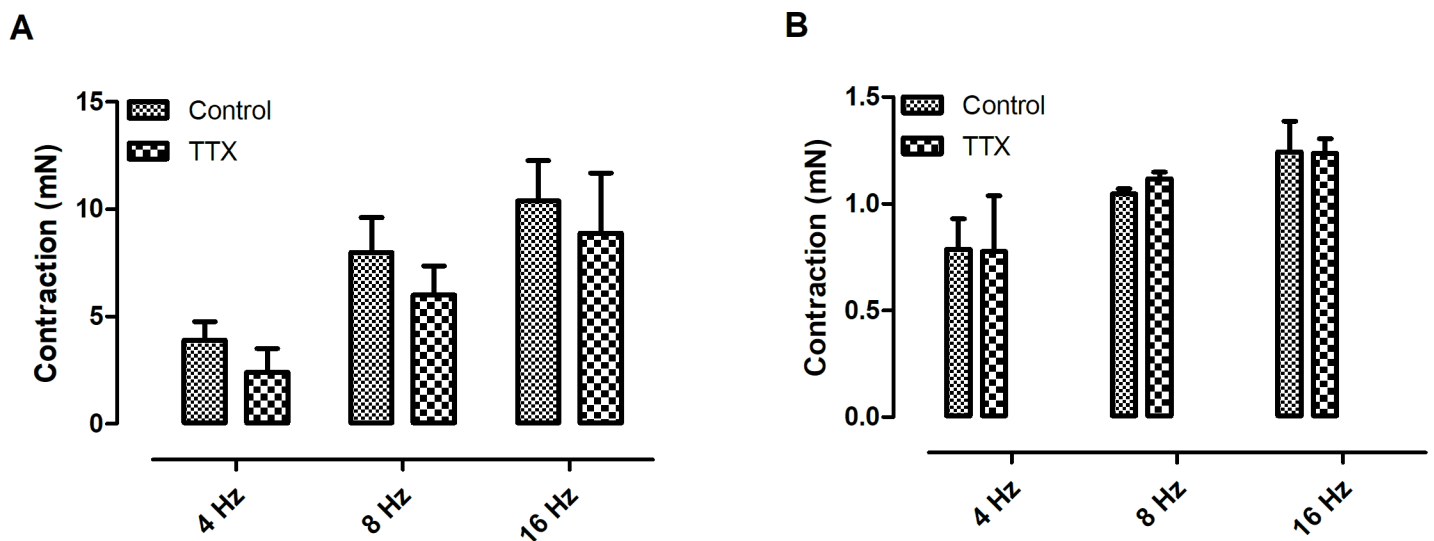 A
Contraction (mN)
15
10
5
0
Control
TTX
4 Hz
8 Hz
16 Hz
B
Contraction (mN)
1.5
1.0
0.5
0.0
Control
TTX
4 Hz
8 Hz
16 Hz